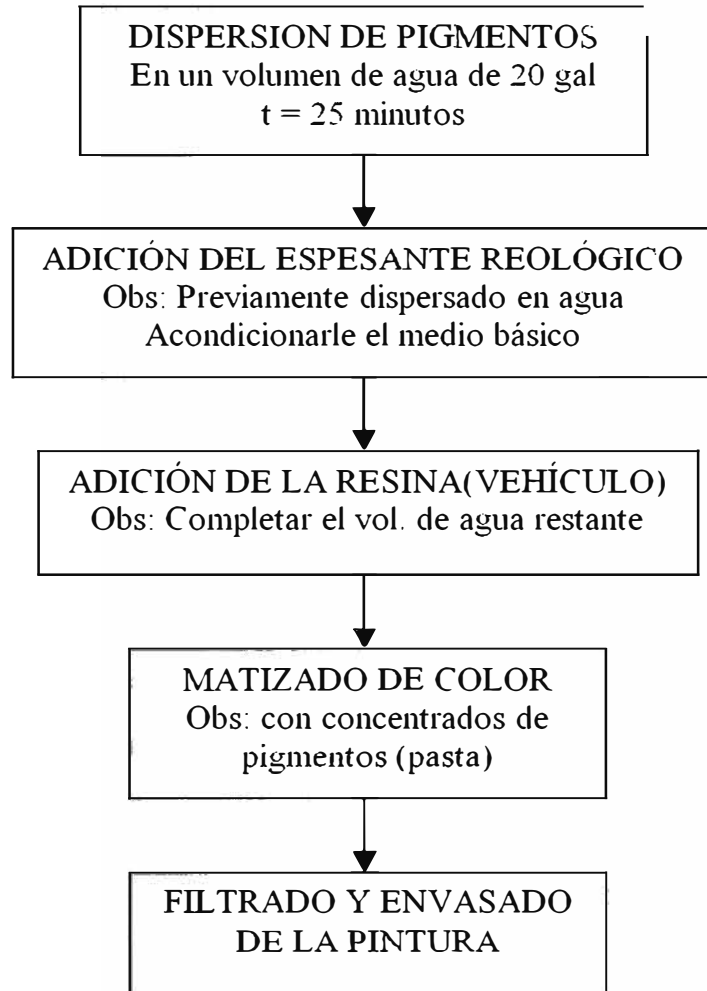 DISPERSION DE PIGMENTOS
En un volumen de agua de 20 gal
t = 25 minutos
ADICIÓN DEL ESPESANTE REOLÓGICO
Obs: Previamente dispersado en agua
Acondicionarle el medio básico
ADICIÓN DE LA RESINA(VEHÍCULO)
Obs: Completar el vol. de agua restante
MATIZADO DE COLOR
Obs: con concentrados de
pigmentos (pasta)
FILTRADO Y ENVASADO
DE LA PINTURA